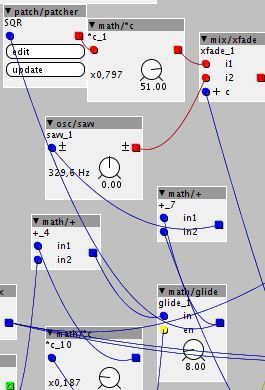 patch/patcher
SQR
edit
update
math/*c
*c_1
x0,797
51.00
mix/xfade
xfade_1
i1
i2
c
osc/saw
saw_1
329,6 Hz
0.00
math/+
+_7
in1
in2
math/+
+_4
in1
in2
x
math/glide
glide_1
in
en
8.00
math/*c
*c_10
x0,187